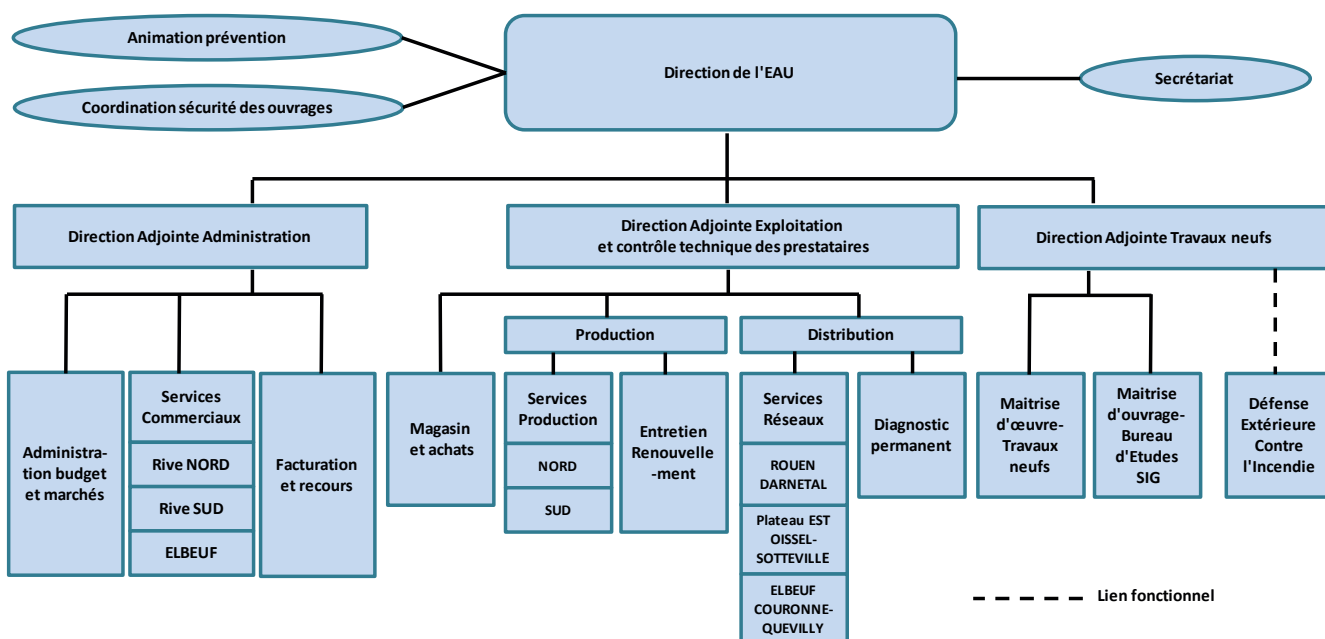 Animation prévention
Direction de l'EAU
Secrétariat
Coordination sécurité des ouvrages
Direction Adjointe Administration
Direction Adjointe Exploitation
et contrôle technique des prestataires
Direction Adjointe Travaux neufs
Production
Distribution
Administra-
tion budget
et marchés
Services
Commerciaux
Rive NORD
Rive SUD
ELBEUF
Facturation
et recours
Magasin
et achats
Services
Production
NORD
SUD
Entretien
Renouvelle
-ment
Services
Réseaux
ROUEN
DARNETAL
Plateau EST
OISSEL-
SOTTEVILLE
ELBEUF
COURONNE-
QUEVILLY
Diagnostic
permanent
Maitrise
d'œuvre-
Travaux
neufs
Maitrise
d'ouvrage-
Bureau
d'Etudes
SIG
Défense
Extérieure
Contre
l'Incendie
Lien fonctionnel